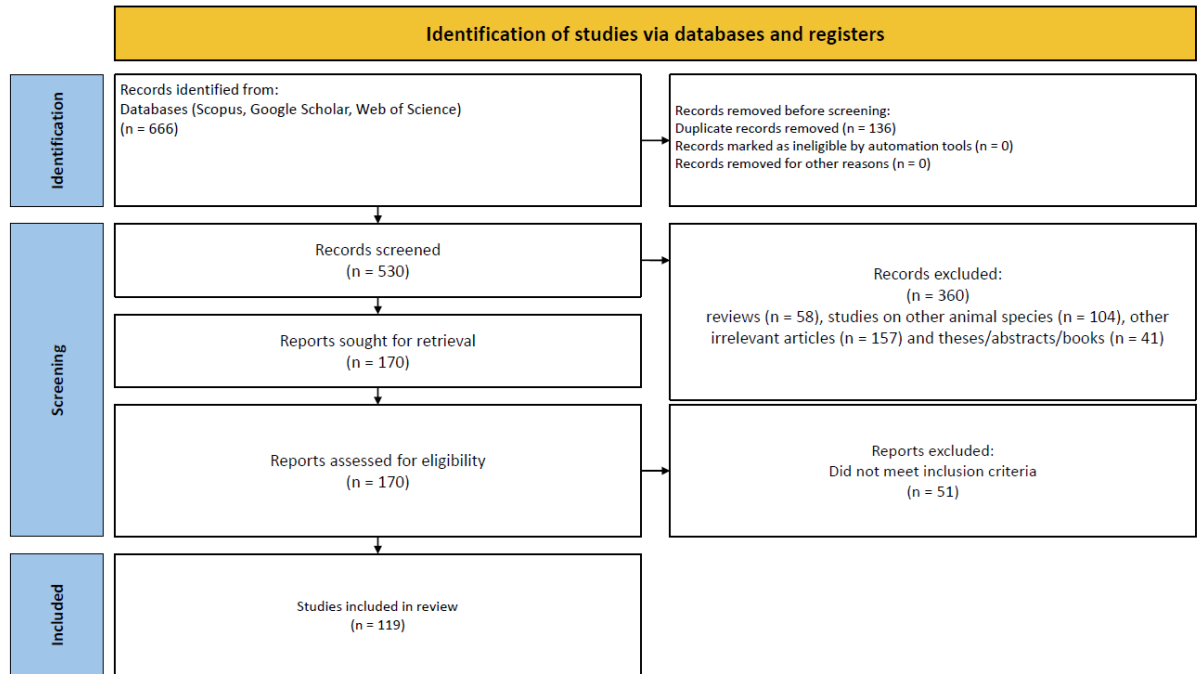 Identification of studies via databases and registers
Identification
Records identified from:
Databases (Scopus, Google Scholar, Web of Science)
(n = 666)
Records removed before screening:
Duplicate records removed (n = 136)
Records marked as ineligible by automation tools (n = 0)
Records removed for other reasons (n = 0)
Screening
Records screened
(n = 530)
Records excluded:
(n = 360)
reviews (n = 58), studies on other animal species (n = 104), other
irrelevant articles (n = 157) and theses/abstracts/books (n = 41)
Reports sought for retrieval
(n = 170)
Reports assessed for eligibility
(n = 170)
Reports excluded:
Did not meet inclusion criteria
(n = 51)
Included
Studies included in review
(n = 119)